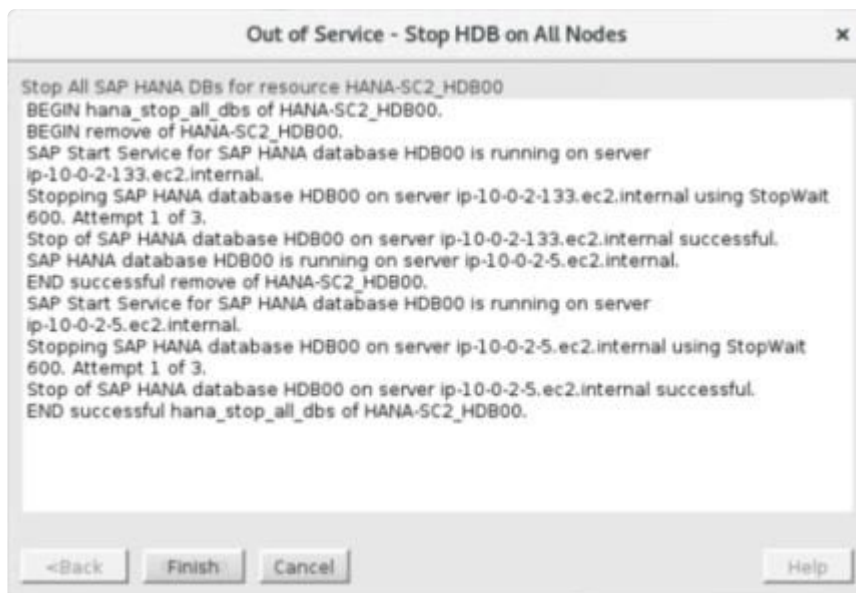 Out of Service - Stop HDB on All Nodes
×
Stop All SAP HANA DBs for resource HANA-SC2_HDB00
BEGIN hana_stop_all_dbs of HANA-SC2_HDB00.
BEGIN remove of HANA-SC2_HDB00.
SAP Start Service for SAP HANA database HDB00 is running on server
ip-10-0-2-133.ec2.internal.
Stopping SAP HANA database HDB00 on server ip-10-0-2-133.ec2.internal using StopWait
600. Attempt 1 of 3.
Stop of SAP HANA database HDB00 on server ip-10-0-2-133.ec2.internal successful.
SAP HANA database HDB00 is running on server ip-10-0-2-5.ec2.internal.
END successful remove of HANA-SC2_HDB00.
SAP Start Service for SAP HANA database HDB00 is running on server
ip-10-0-2-5.ec2.internal.
Stopping SAP HANA database HDB00 on server ip-10-0-2-5.ec2.internal using StopWait
600. Attempt 1 of 3.
Stop of SAP HANA database HDB00 on server ip-10-0-2-5.ec2.internal successful.
END successful hana_stop_all_dbs of HANA-SC2_HDB00.
<Back Finish Cancel Help